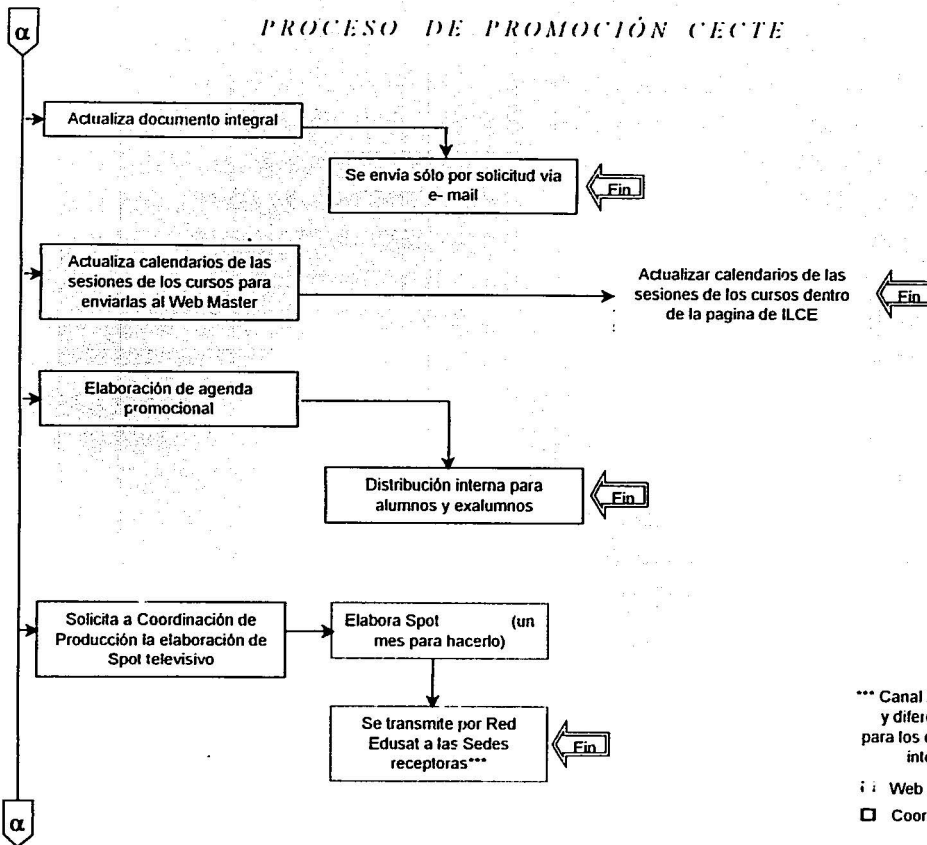 α
PROCESO DE PROMOCIÓN CECTE
Actualiza documento integral
Se envía sólo por solicitud via
e- mail
Fin
Actualiza calendarios de las
sesiones de los cursos para
enviarlas al Web Master
Actualizar calendarios de las
sesiones de los cursos dentro
de la pagina de ILCE
Fin
Elaboración de agenda
promocional
Distribución interna para
alumnos y exalumnos
Fin
Solicita a Coordinación de
Producción la elaboración de
Spot televisivo
Elabora Spot (un
mes para hacerlo)
Se transmite por Red
Edusat a las Sedes
receptoras***
Fin
*** Canal
y
para los
Web
α